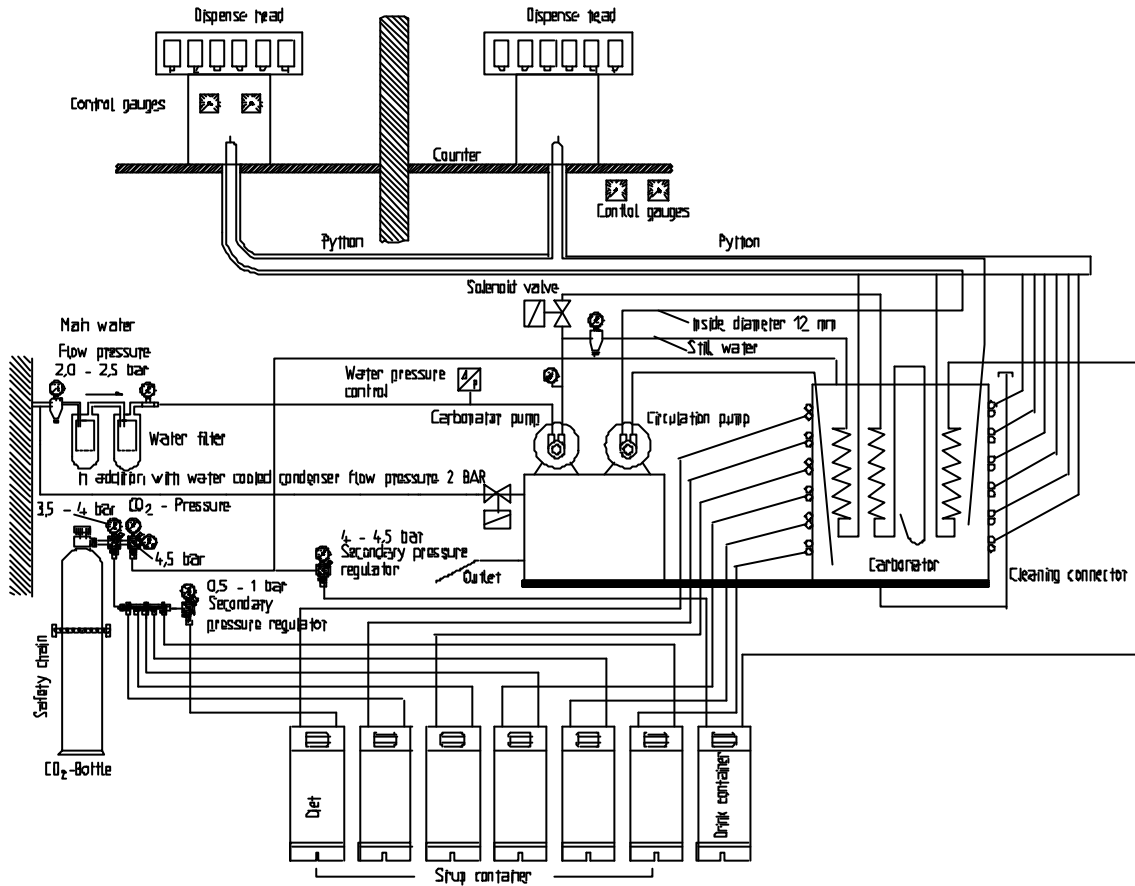 Dispense head
Dispense head
Control gauges
Counter
Control gauges
Python
Python
Solenoid valve
Main water
Inside diameter 12 mm
Flow pressure
2,0 - 2,5 bar
Still water
Water pressure
control
Carbonator pump
Circulation pump
Water filter
In addition with water cooled condenser flow pressure 2 BAR
3,5 - 4 bar
CO₂ - Pressure
4,5 bar
4 - 4,5 bar
Secondary pressure
regulator
Outlet
Carbonator
Cleaning connector
0,5 - 1 bar
Secondary
pressure regulator
Safety chain
CO₂-Bottle
Diet
Drink container
Sirup container